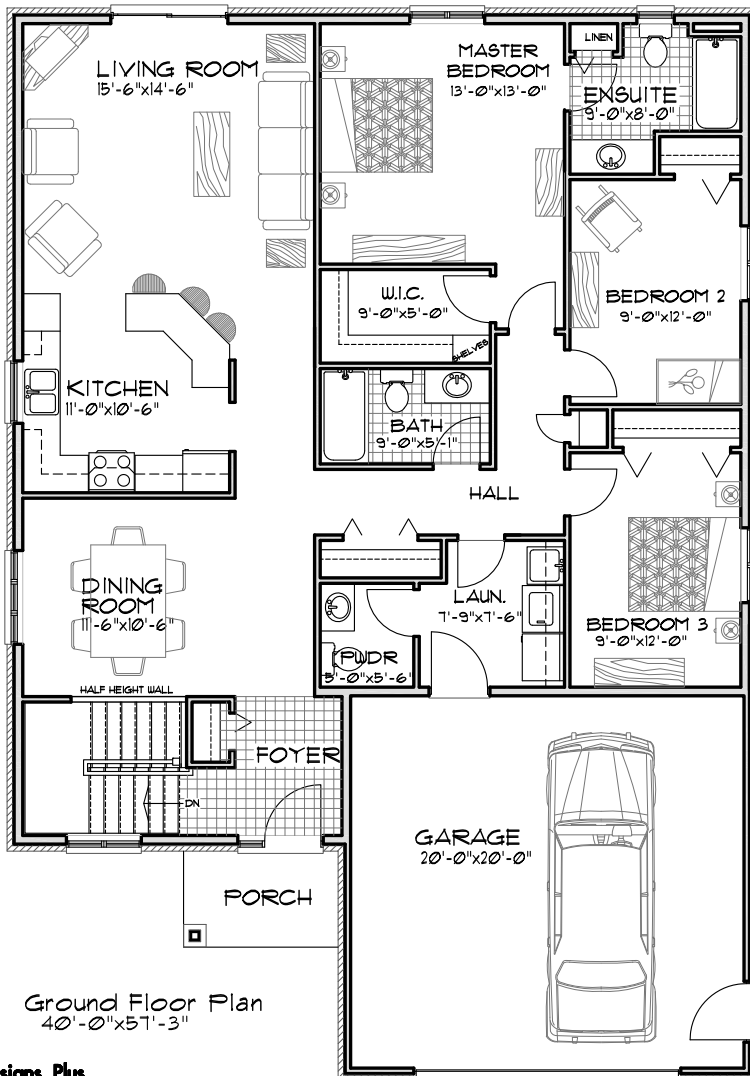 LIVING ROOM
15'-6"x14'-6"
MASTER
BEDROOM
13'-0"x13'-0"
LINEN
ENSUITE
9'-0"x8'-0"
W.I.C.
9'-0"x5'-0"
SHELVES
BEDROOM 2
9'-0"x12'-0"
KITCHEN
11'-0"x10'-6"
BATH
9'-0"x5'-1"
HALL
DINING
ROOM
11'-6"x10'-6"
LAUN.
7'-9"x7'-6"
BEDROOM 3
9'-0"x12'-0"
PWDR
5'-0"x5'-6"
HALF HEIGHT WALL
FOYER
DN
GARAGE
20'-0"x20'-0"
PORCH
Ground Floor Plan
40'-0"x57'-3"
signs Plus